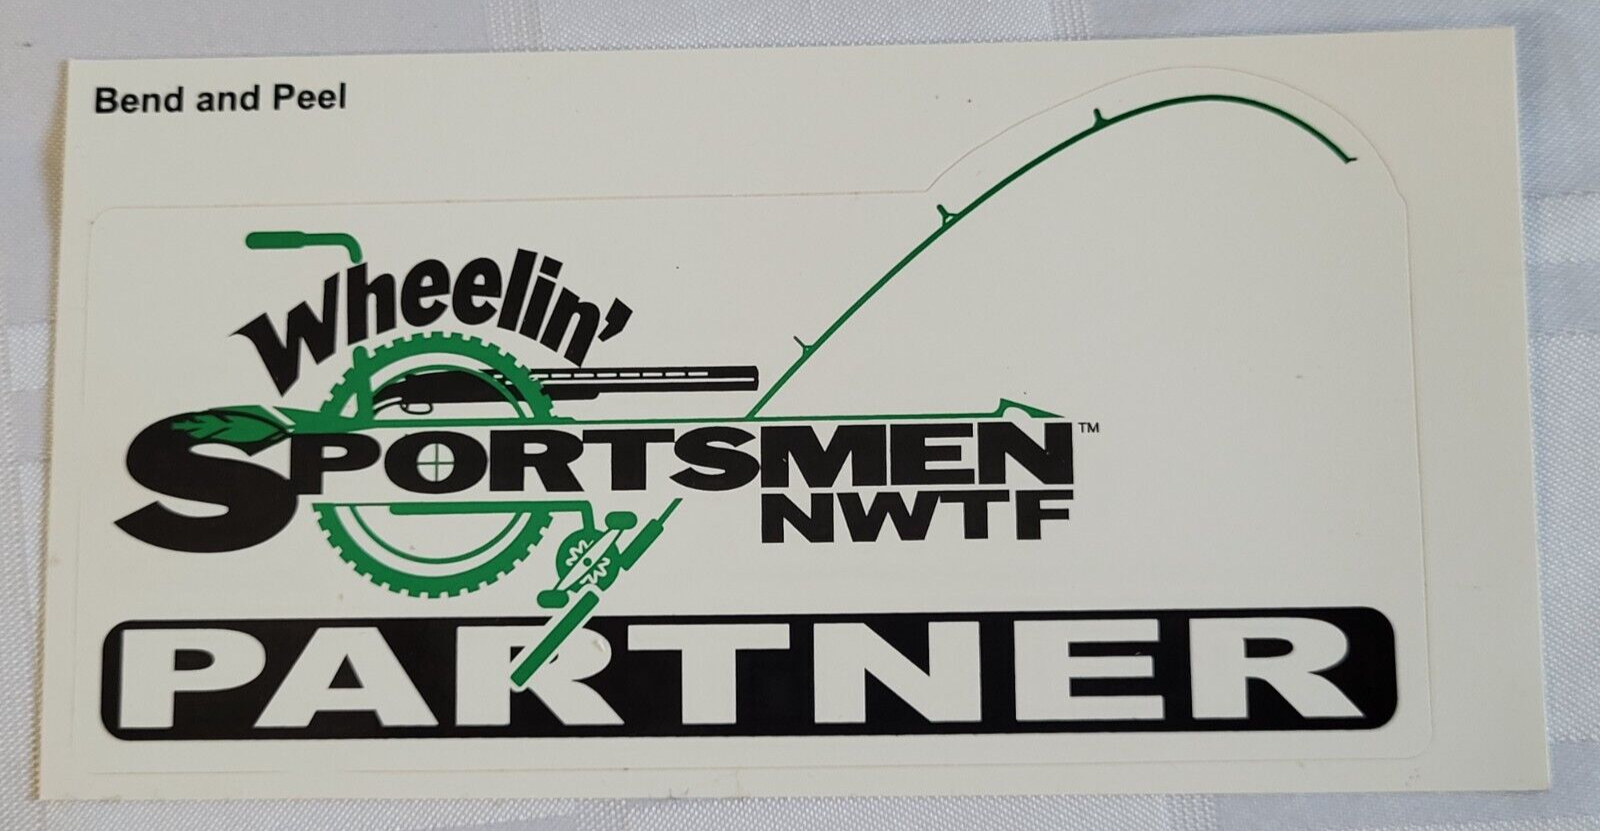 Bend and Peel
Wheelin'
SPORTSMEN™
NWTF
PARTNER